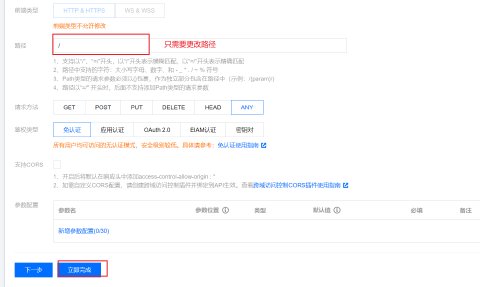 前端类型 HTTP & HTTPS WS & WSS
前端类型不允许修改
路径 / 只需要更改路径
1、支持以"/"、"="开头，以"/"开头表示模糊匹配，以"="开头表示精确匹配
2、路径中支持的字符：大小写字母、数字、和 - _ * . / ~ % 符号
3、Path类型的请求参数必须以{}包裹，作为独立部分包含在路径中（示例：/{param}/）
4、路径以"=" 开头时，后面不支持添加Path类型的请求参数
请求方法 GET POST PUT DELETE HEAD ANY
鉴权类型 免认证 应用认证 OAuth 2.0 EIAM认证 密钥对
所有用户均可访问的无认证模式，安全级别较低。具体请参考：免认证使用指南
支持CORS
1、开启后将默认在响应头中添加access-control-allow-origin : *
2、如需自定义CORS配置，请创建跨域访问控制插件并绑定到API生效。查看跨域访问控制CORS插件使用指南
参数配置 参数名 参数位置 类型 默认值 必填 备注
新增参数配置(0/30)
下一步 立即完成